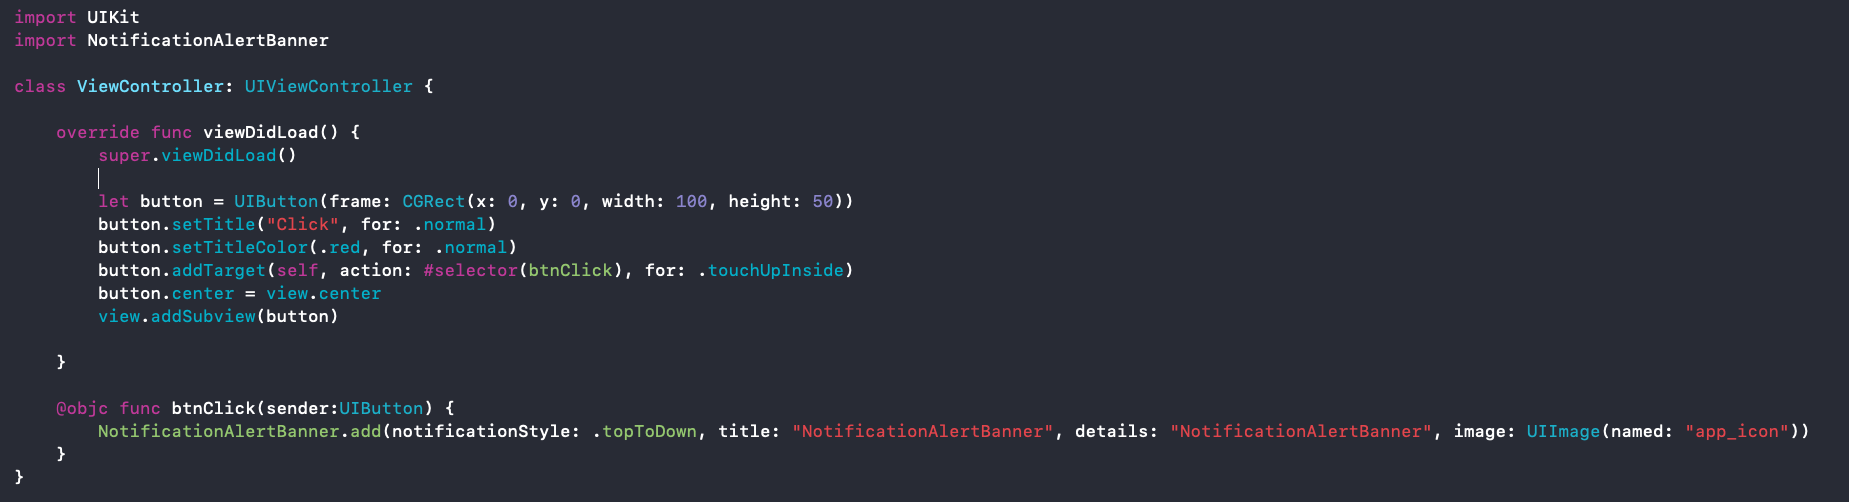 import UIKit
import NotificationAlertBanner
class ViewController: UIViewController {
override func viewDidLoad() {
super.viewDidLoad()
let button = UIButton(frame: CGRect(x: 0, y: 0, width: 100, height: 50))
button.setTitle("Click", for: .normal)
button.setTitleColor(.red, for: .normal)
button.addTarget(self, action: #selector(btnClick), for: .touchUpInside)
button.center = view.center
view.addSubview(button)
}
@objc func btnClick(sender:UIButton) {
NotificationAlertBanner.add(notificationStyle: .topToDown, title: "NotificationAlertBanner", details: "NotificationAlertBanner", image: UIImage(named: "app_icon"))
}
}